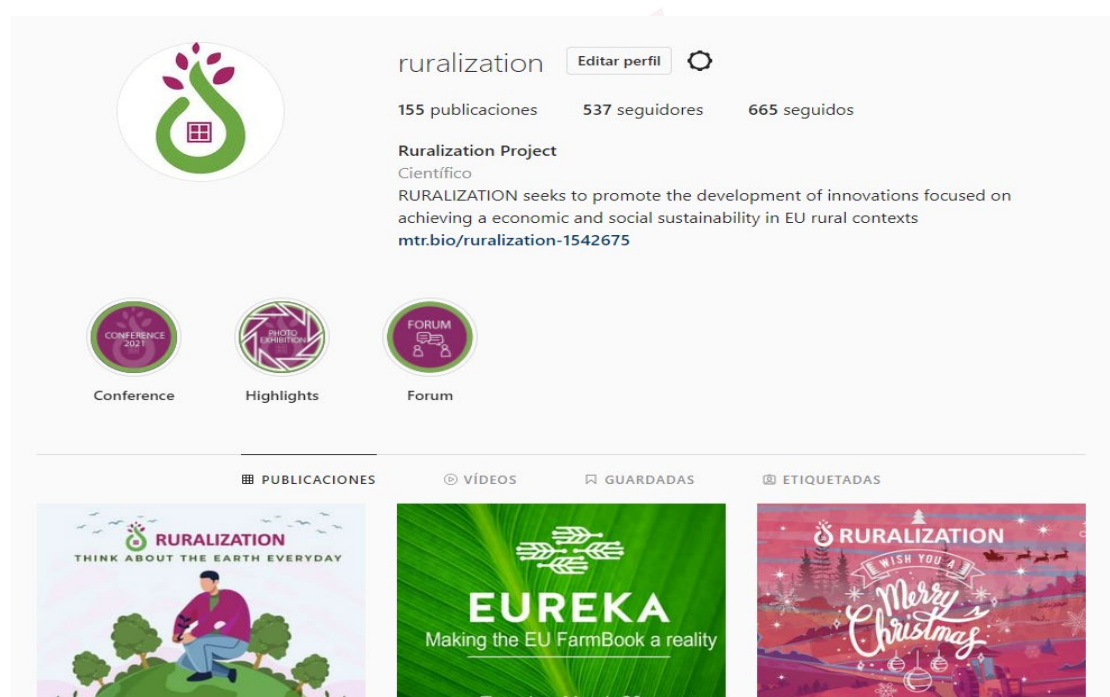 ruralization Editar perfil
155 publicaciones 537 seguidores 665 seguidos
Ruralization Project
Científico
RURALIZATION seeks to promote the development of innovations focused on
achieving a economic and social sustainability in EU rural contexts
mtr.bio/ruralization-1542675
CONFERENCE
2021
PHOTO
EXHIBITION
FORUM
Conference Highlights Forum
PUBLICACIONES VÍDEOS GUARDADAS ETIQUETADAS
RURALIZATION
THINK ABOUT THE EARTH EVERYDAY
EUREKA
Making the EU FarmBook a reality
RURALIZATION
WISH YOU A
Merry
Christmas